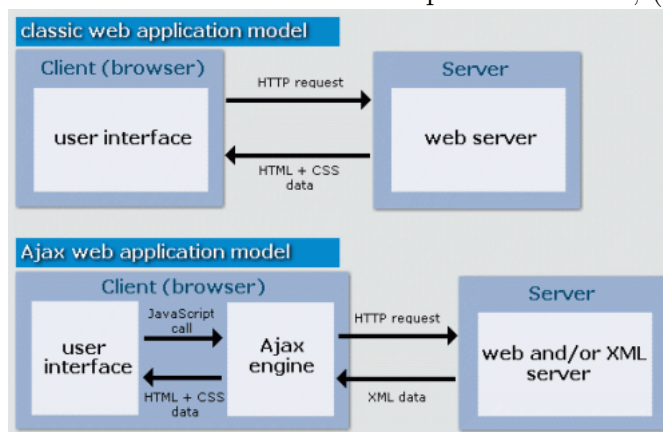 classic web application model
Client (browser)
user interface
HTTP request
HTML + CSS
data
Server
web server
Ajax web application model
Client (browser)
user
interface
JavaScript
call
HTML + CSS
data
Ajax
engine
HTTP request
XML data
Server
web and/or XML
server